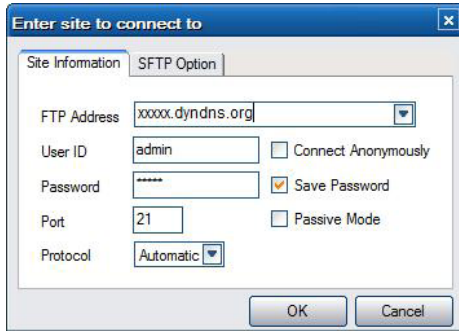 Enter site to connect to
Site Information SFTP Option
FTP Address xxxxx.dyndns.org
User ID admin Connect Anonymously
Password ***** Save Password
Port 21 Passive Mode
Protocol Automatic
OK Cancel